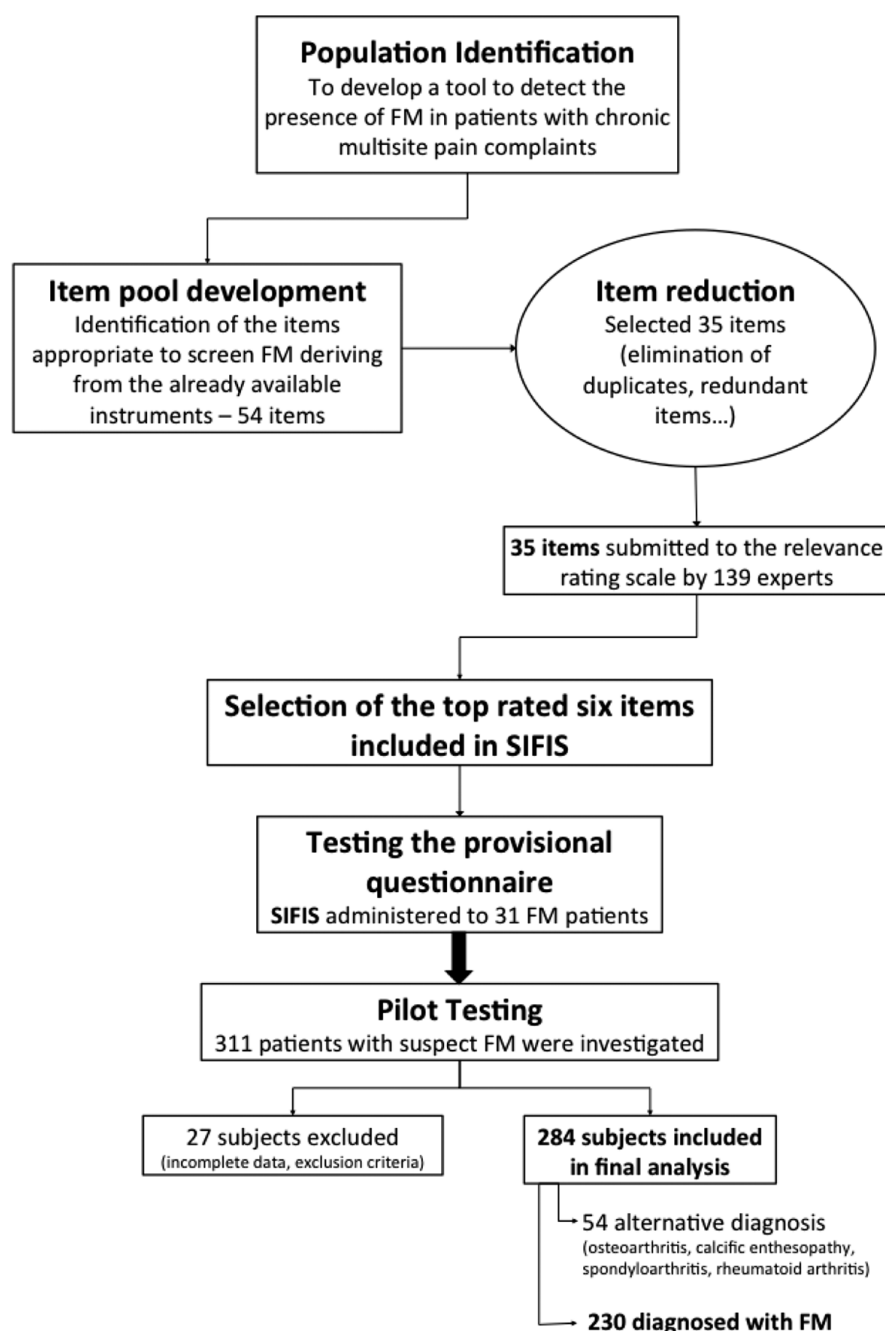 Population Identification
To develop a tool to detect the
presence of FM in patients with chronic
multisite pain complaints
Item pool development
Identification of the items
appropriate to screen FM deriving
from the already available
instruments – 54 items
Item reduction
Selected 35 items
(elimination of
duplicates, redundant
items...)
35 items submitted to the relevance
rating scale by 139 experts
Selection of the top rated six items
included in SIFIS
Testing the provisional
questionnaire
SIFIS administered to 31 FM patients
Pilot Testing
311 patients with suspect FM were investigated
27 subjects excluded
(incomplete data, exclusion criteria)
284 subjects included
in final analysis
54 alternative diagnosis
(osteoarthritis, calcific enthesopathy,
spondyloarthritis, rheumatoid arthritis)
230 diagnosed with FM